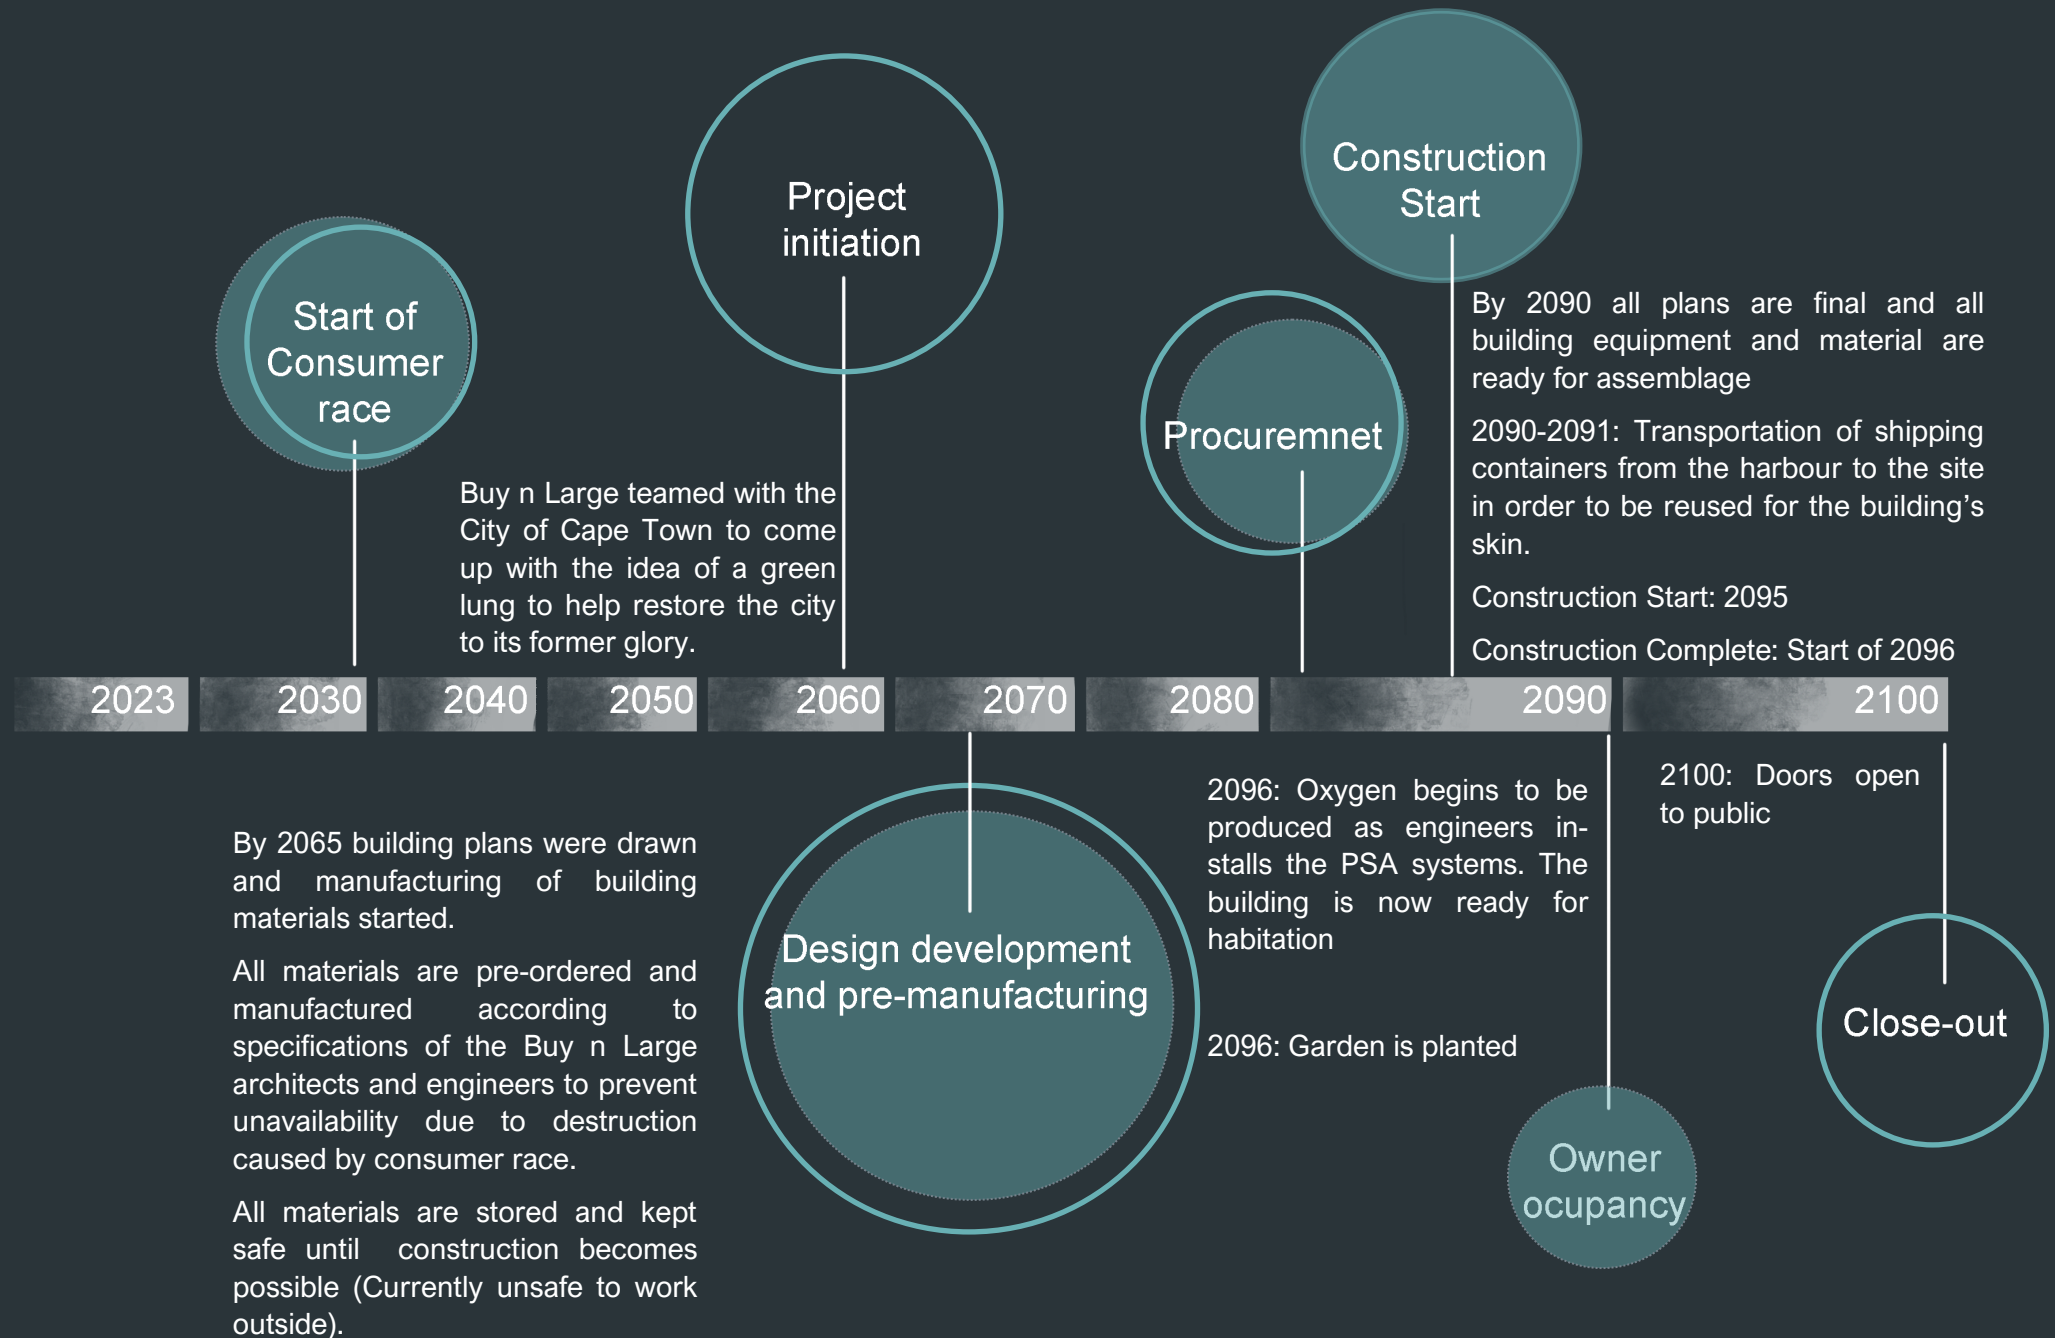 Start of
Consumer
race
Project
initiation
Buy n Large teamed with the
City of Cape Town to come
up with the idea of a green
lung to help restore the city
to its former glory.
Procuremnet
Construction
Start
By 2090 all plans are final and all
building equipment and material are
ready for assemblage
2090-2091: Transportation of shipping
containers from the harbour to the site
in order to be reused for the building’s
skin.
Construction Start: 2095
Construction Complete: Start of 2096
2023 2030 2040 2050 2060 2070 2080 2090 2100
By 2065 building plans were drawn
and manufacturing of building
materials started.
All materials are pre-ordered and
manufactured according to
specifications of the Buy n Large
architects and engineers to prevent
unavailability due to destruction
caused by consumer race.
All materials are stored and kept
safe until construction becomes
possible (Currently unsafe to work
outside).
Design development
and pre-manufacturing
2096: Oxygen begins to be
produced as engineers in-
stalls the PSA systems. The
building is now ready for
habitation
2096: Garden is planted
Owner
ocupancy
2100: Doors open
to public
Close-out